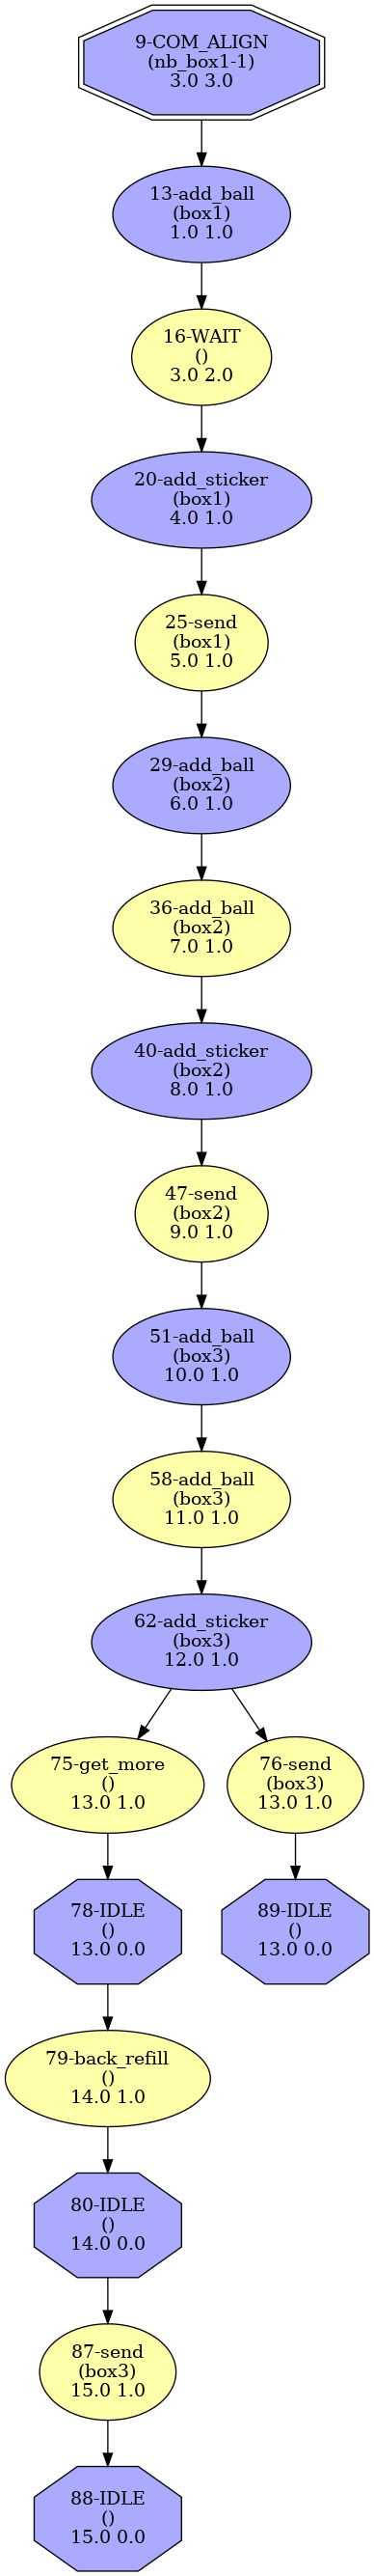 9-COM_ALIGN
(nb_box1-1)
3.0 3.0
13-add_ball
(box1)
1.0 1.0
16-WAIT
()
3.0 2.0
20-add_sticker
(box1)
4.0 1.0
25-send
(box1)
5.0 1.0
29-add_ball
(box2)
6.0 1.0
36-add_ball
(box2)
7.0 1.0
40-add_sticker
(box2)
8.0 1.0
47-send
(box2)
9.0 1.0
51-add_ball
(box3)
10.0 1.0
58-add_ball
(box3)
11.0 1.0
62-add_sticker
(box3)
12.0 1.0
75-get_more
()
13.0 1.0
76-send
(box3)
13.0 1.0
78-IDLE
()
13.0 0.0
89-IDLE
()
13.0 0.0
79-back_refill
()
14.0 1.0
80-IDLE
()
14.0 0.0
87-send
(box3)
15.0 1.0
88-IDLE
()
15.0 0.0